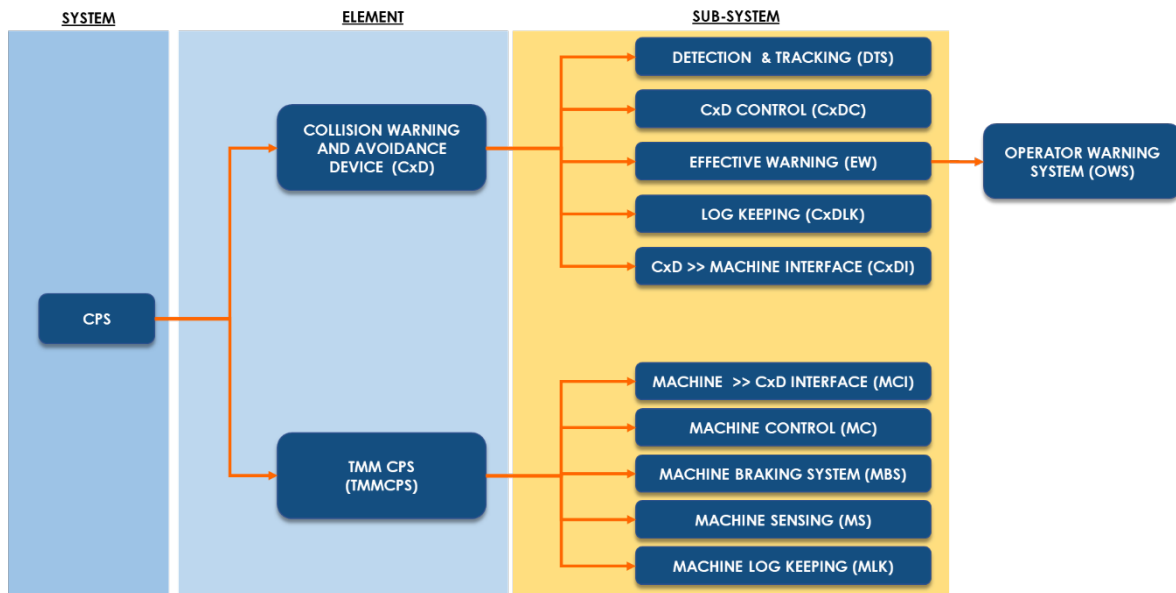 SYSTEM
ELEMENT
SUB-SYSTEM
CPS
COLLISION WARNING
AND AVOIDANCE
DEVICE (CxD)
TMM CPS
(TMMCPS)
DETECTION & TRACKING (DTS)
CxD CONTROL (CxDC)
EFFECTIVE WARNING (EW)
LOG KEEPING (CxDLK)
CxD >> MACHINE INTERFACE (CxDI)
OPERATOR WARNING
SYSTEM (OWS)
MACHINE >> CxD INTERFACE (MCI)
MACHINE CONTROL (MC)
MACHINE BRAKING SYSTEM (MBS)
MACHINE SENSING (MS)
MACHINE LOG KEEPING (MLK)